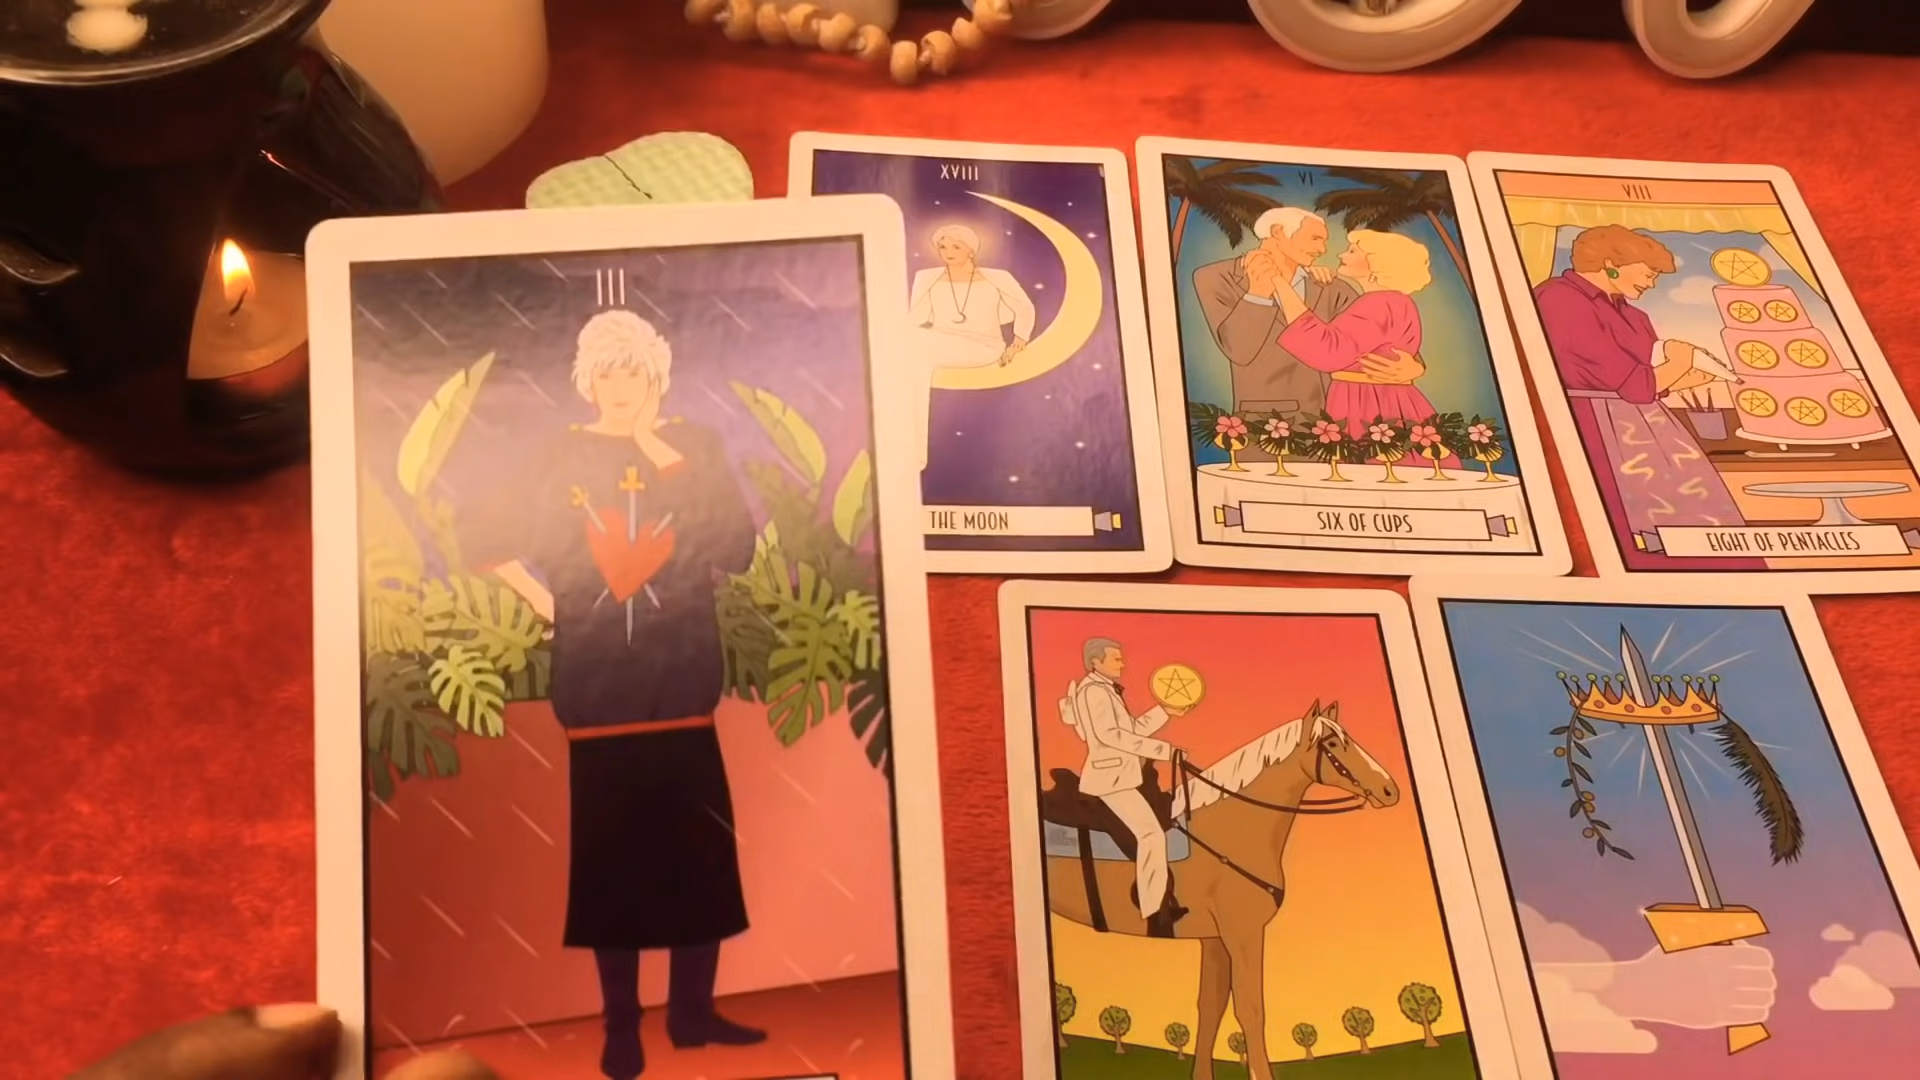 III
XVIII
THE MOON
VI
SIX OF CUPS
VIII
EIGHT OF PENTACLES